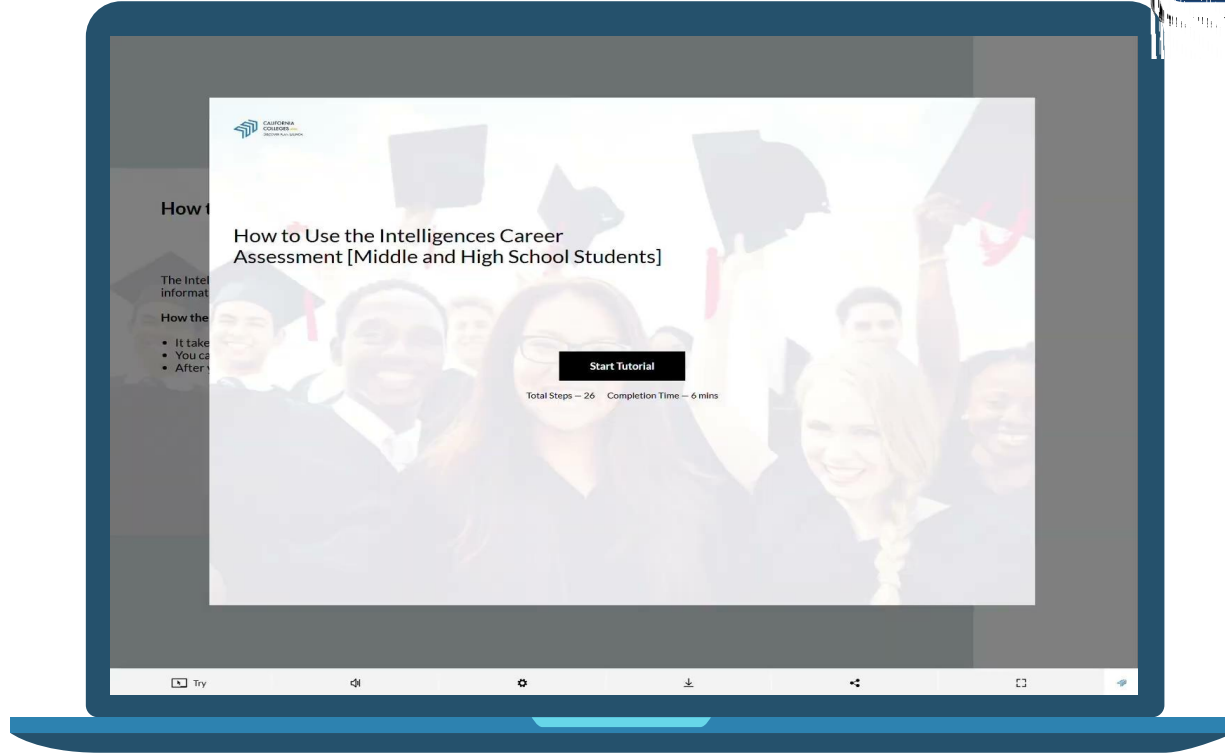 CALIFORNIA
COLLEGES
How t
How to Use the Intelligences Career
Assessment [Middle and High School Students]
The Intel
informat
How the
• It take
• You ca
• After
Start Tutorial
Total Steps — 26 Completion Time — 6 mins
Try